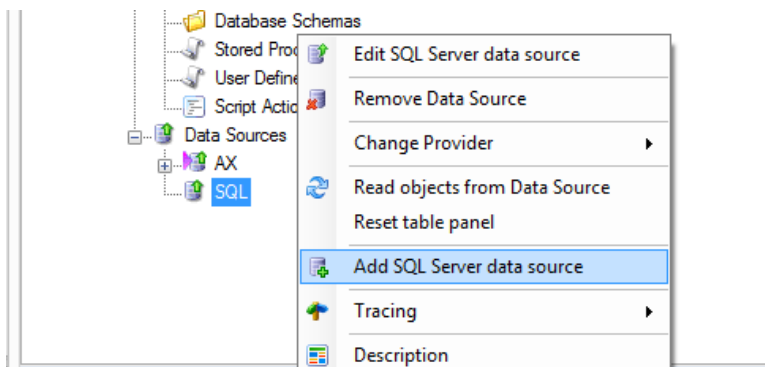 Database Schemas
Stored Proc
User Define
Script Actio
Data Sources
AX
SQL
Edit SQL Server data source
Remove Data Source
Change Provider
Read objects from Data Source
Reset table panel
Add SQL Server data source
Tracing
Description